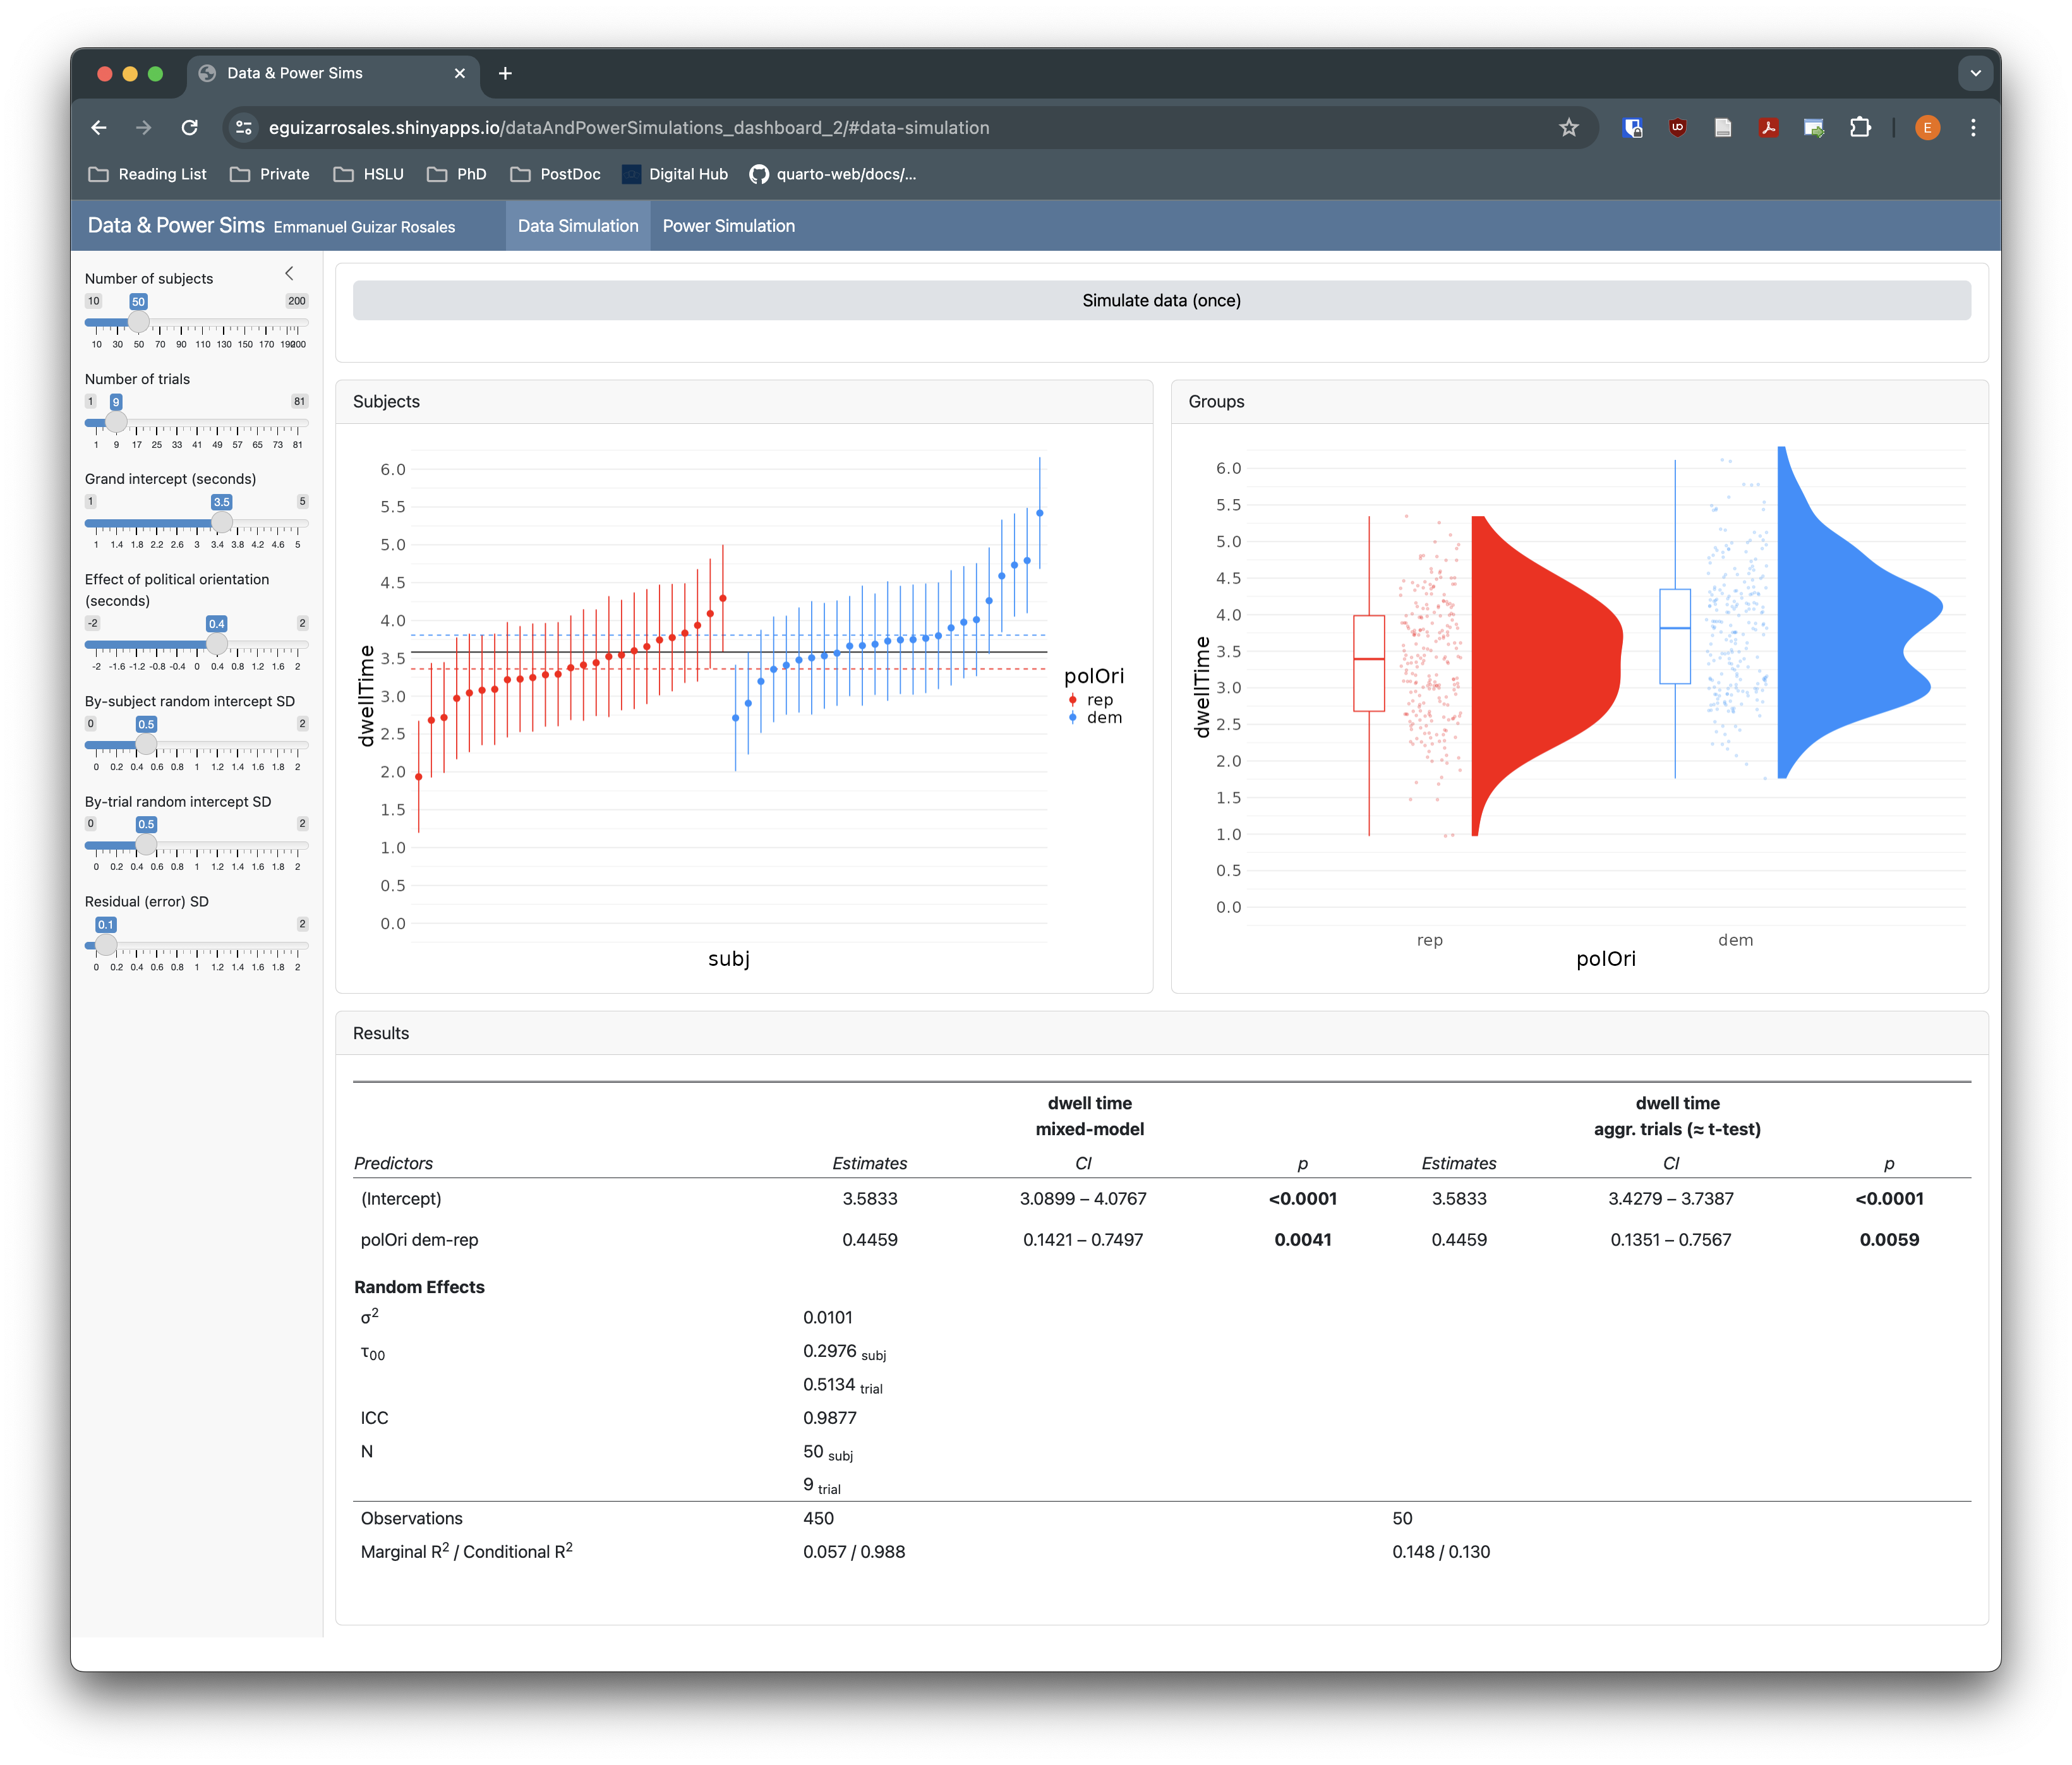 Data & Power Sims
eguizarrosales.shinyapps.io/dataAndPowerSimulations_dashboard_2/#data-simulation
E
Reading List Private HSLU PhD PostDoc Digital Hub quarto-web/docs/...
Data & Power Sims Emmanuel Guizar Rosales Data Simulation Power Simulation
Number of subjects
10 50 200
10 30 50 70 90 110 130 150 170 190 200
Number of trials
1 9 81
1 9 17 25 33 41 49 57 65 73 81
Grand intercept (seconds)
1 3.5 5
1 1.4 1.8 2.2 2.6 3 3.4 3.8 4.2 4.6 5
Effect of political orientation
(seconds)
-2 0.4 2
-2 -1.6 -1.2 -0.8 -0.4 0 0.4 0.8 1.2 1.6 2
By-subject random intercept SD
0 0.5 2
0 0.2 0.4 0.6 0.8 1 1.2 1.4 1.6 1.8 2
By-trial random intercept SD
0 0.5 2
0 0.2 0.4 0.6 0.8 1 1.2 1.4 1.6 1.8 2
Residual (error) SD
0.1 2
0 0.2 0.4 0.6 0.8 1 1.2 1.4 1.6 1.8 2
Simulate data (once)
Subjects
6.0
5.5
5.0
4.5
4.0
3.5
3.0
2.5
2.0
1.5
1.0
0.5
0.0
dwellTime
subj
polOri
rep
dem
Groups
6.0
5.5
5.0
4.5
4.0
3.5
3.0
2.5
2.0
1.5
1.0
0.5
0.0
dwellTime
rep dem
polOri
Results
dwell time dwell time
mixed-model aggr. trials (≈ t-test)
Predictors Estimates CI p Estimates CI p
(Intercept) 3.5833 3.0899 – 4.0767 <0.0001 3.5833 3.4279 – 3.7387 <0.0001
polOri dem-rep 0.4459 0.1421 – 0.7497 0.0041 0.4459 0.1351 – 0.7567 0.0059
Random Effects
σ² 0.0101
τ₀₀ 0.2976 subj
0.5134 trial
ICC 0.9877
N 50 subj
9 trial
Observations 450 50
Marginal R² / Conditional R² 0.057 / 0.988 0.148 / 0.130